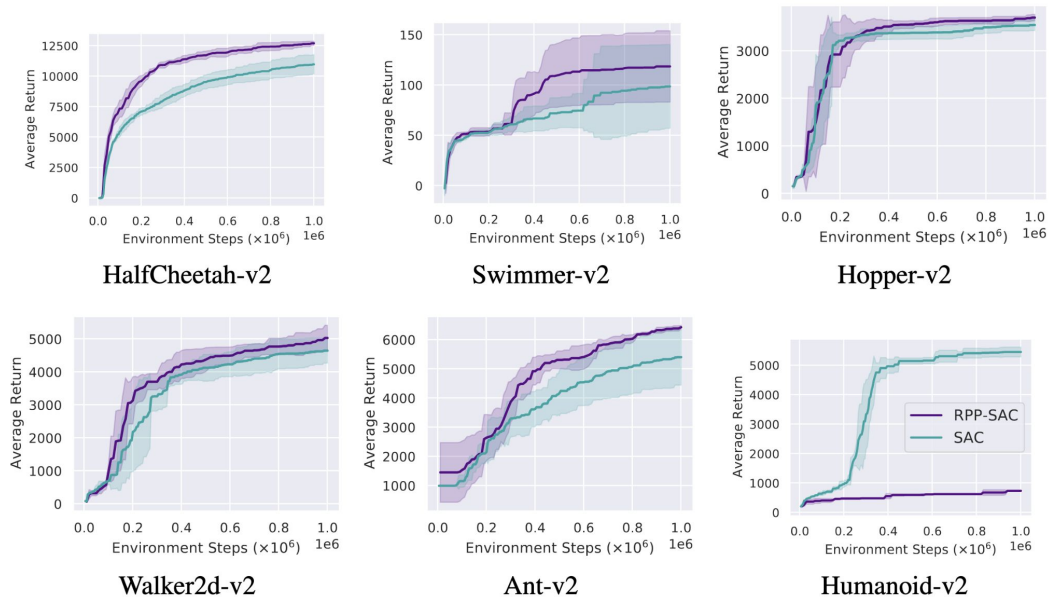 12500
10000
7500
5000
2500
0
Average Return
0.0 0.2 0.4 0.6 0.8 1.0
Environment Steps (×10⁶) 1e6
HalfCheetah-v2
150
100
50
0
Average Return
0.0 0.2 0.4 0.6 0.8 1.0
Environment Steps (×10⁶) 1e6
Swimmer-v2
3000
2000
1000
0
Average Return
0.0 0.2 0.4 0.6 0.8 1.0
Environment Steps (×10⁶) 1e6
Hopper-v2
5000
4000
3000
2000
1000
0
Average Return
0.0 0.2 0.4 0.6 0.8 1.0
Environment Steps (×10⁶) 1e6
Walker2d-v2
6000
5000
4000
3000
2000
1000
Average Return
0.0 0.2 0.4 0.6 0.8 1.0
Environment Steps (×10⁶) 1e6
Ant-v2
5000
4000
3000
2000
1000
0
Average Return
RPP-SAC
SAC
0.0 0.2 0.4 0.6 0.8 1.0
Environment Steps (×10⁶) 1e6
Humanoid-v2